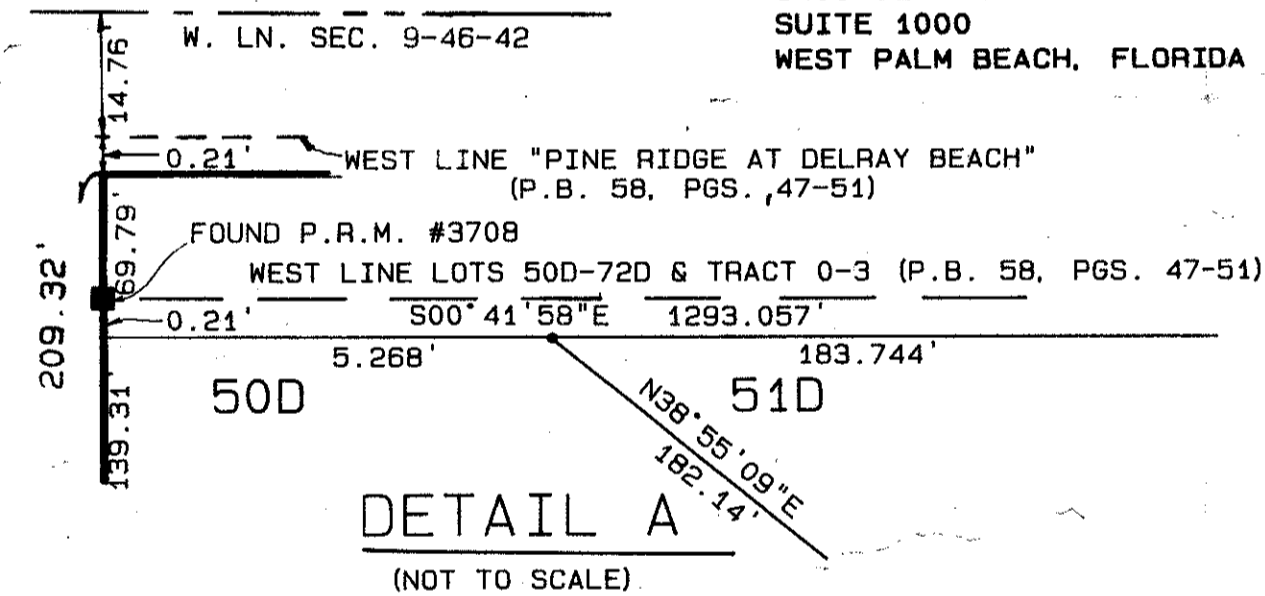 SUITE 1000
WEST PALM BEACH, FLORIDA
W. LN. SEC. 9-46-42
14.76
0.21'
WEST LINE "PINE RIDGE AT DELRAY BEACH"
(P.B. 58, PGS. ,47-51)
69.79'
FOUND P.R.M. #3708
WEST LINE LOTS 50D-72D & TRACT O-3 (P.B. 58, PGS. 47-51)
209.32'
0.21'
S00°41'58"E 1293.057'
5.268'
183.744'
139.31'
50D
51D
N38°55'09"E
182.14'
DETAIL A
(NOT TO SCALE)